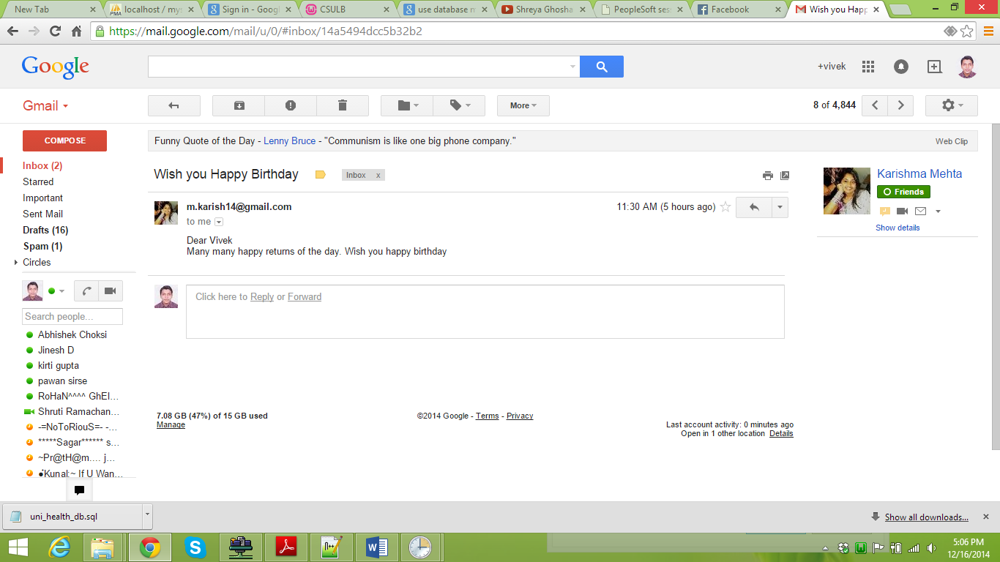 New Tab
localhost / mys
Sign in - Googl
CSULB
use database m
Shreya Ghosha
PeopleSoft ses
Facebook
Wish you Happ
https://mail.google.com/mail/u/0/#inbox/14a5494dcc5b32b2
Google
+vivek
Gmail
More
8 of 4,844
COMPOSE
Funny Quote of the Day - Lenny Bruce - "Communism is like one big phone company."
Web Clip
Inbox (2)
Starred
Important
Sent Mail
Drafts (16)
Spam (1)
Circles
Wish you Happy Birthday
Inbox x
Karishma Mehta
Friends
Show details
m.karish14@gmail.com
11:30 AM (5 hours ago)
to me
Dear Vivek
Many many happy returns of the day. Wish you happy birthday
Click here to Reply or Forward
Search people...
Abhishek Choksi
Jinesh D
kirti gupta
pawan sirse
RoHaN^^^^ GhEl...
Shruti Ramachan...
-=NoToRiouS=- -...
*****Sagar****** s...
~Pr@tH@m.... j...
Kunal:~ If U Wan...
7.08 GB (47%) of 15 GB used
Manage
©2014 Google - Terms - Privacy
Last account activity: 0 minutes ago
Open in 1 other location Details
uni_health_db.sql
Show all downloads...
5:06 PM
12/16/2014